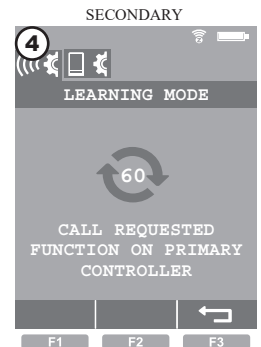 SECONDARY
4
LEARNING MODE
60
CALL REQUESTED
FUNCTION ON PRIMARY
CONTROLLER
F1 F2 F3